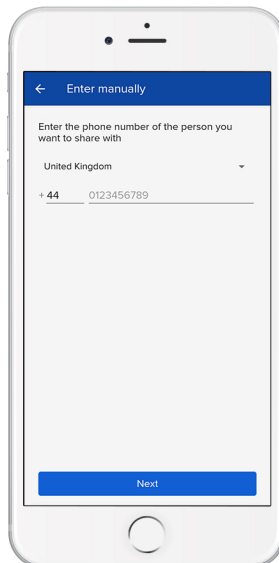 Enter manually
Enter the phone number of the person you
want to share with
United Kingdom
+ 44 0123456789
Next